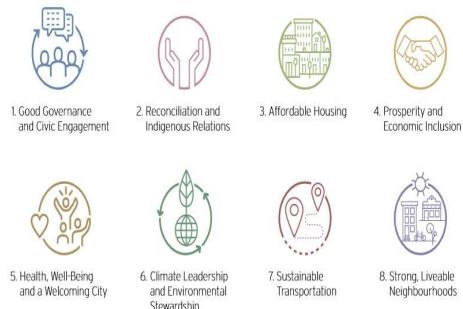 1. Good Governance
and Civic Engagement
2. Reconciliation and
Indigenous Relations
3. Affordable Housing
4. Prosperity and
Economic Inclusion
5. Health, Well-Being
and a Welcoming City
6. Climate Leadership
and Environmental
Stewardship
7. Sustainable
Transportation
8. Strong, Liveable
Neighbourhoods